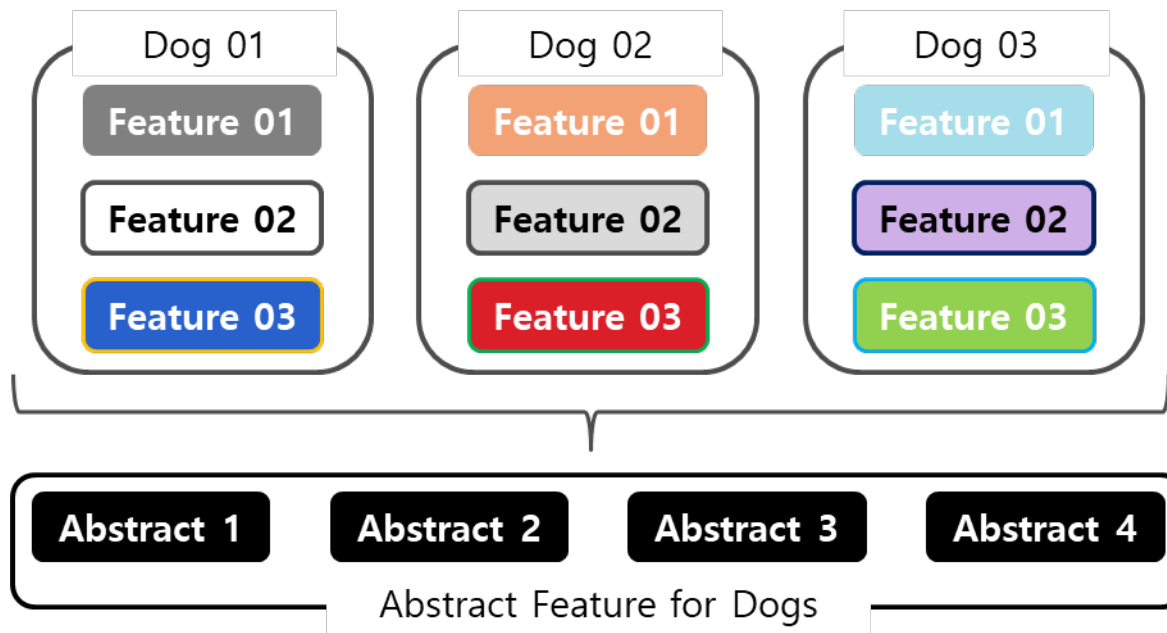 Dog 01
Dog 02
Dog 03
Feature 01
Feature 01
Feature 01
Feature 02
Feature 02
Feature 02
Feature 03
Feature 03
Feature 03
Abstract 1
Abstract 2
Abstract 3
Abstract 4
Abstract Feature for Dogs